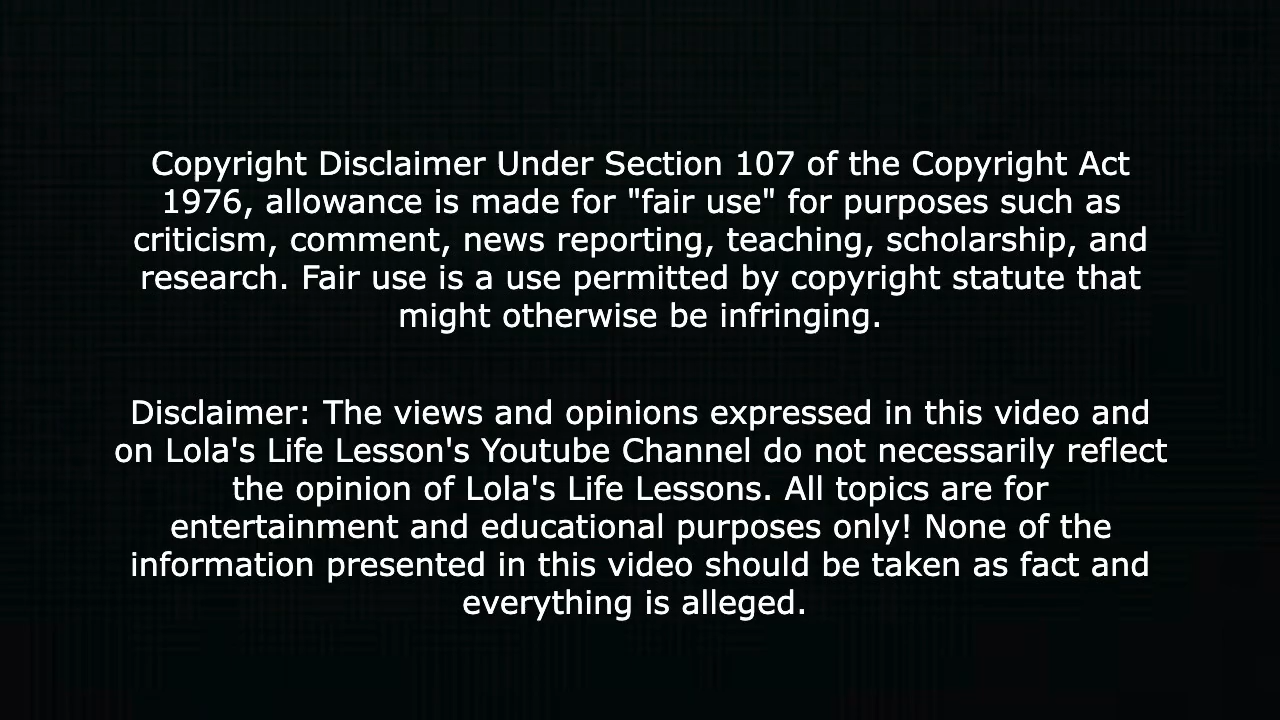 Copyright Disclaimer Under Section 107 of the Copyright Act
1976, allowance is made for "fair use" for purposes such as
criticism, comment, news reporting, teaching, scholarship, and
research. Fair use is a use permitted by copyright statute that
might otherwise be infringing.
Disclaimer: The views and opinions expressed in this video and
on Lola's Life Lesson's Youtube Channel do not necessarily reflect
the opinion of Lola's Life Lessons. All topics are for
entertainment and educational purposes only! None of the
information presented in this video should be taken as fact and
everything is alleged.